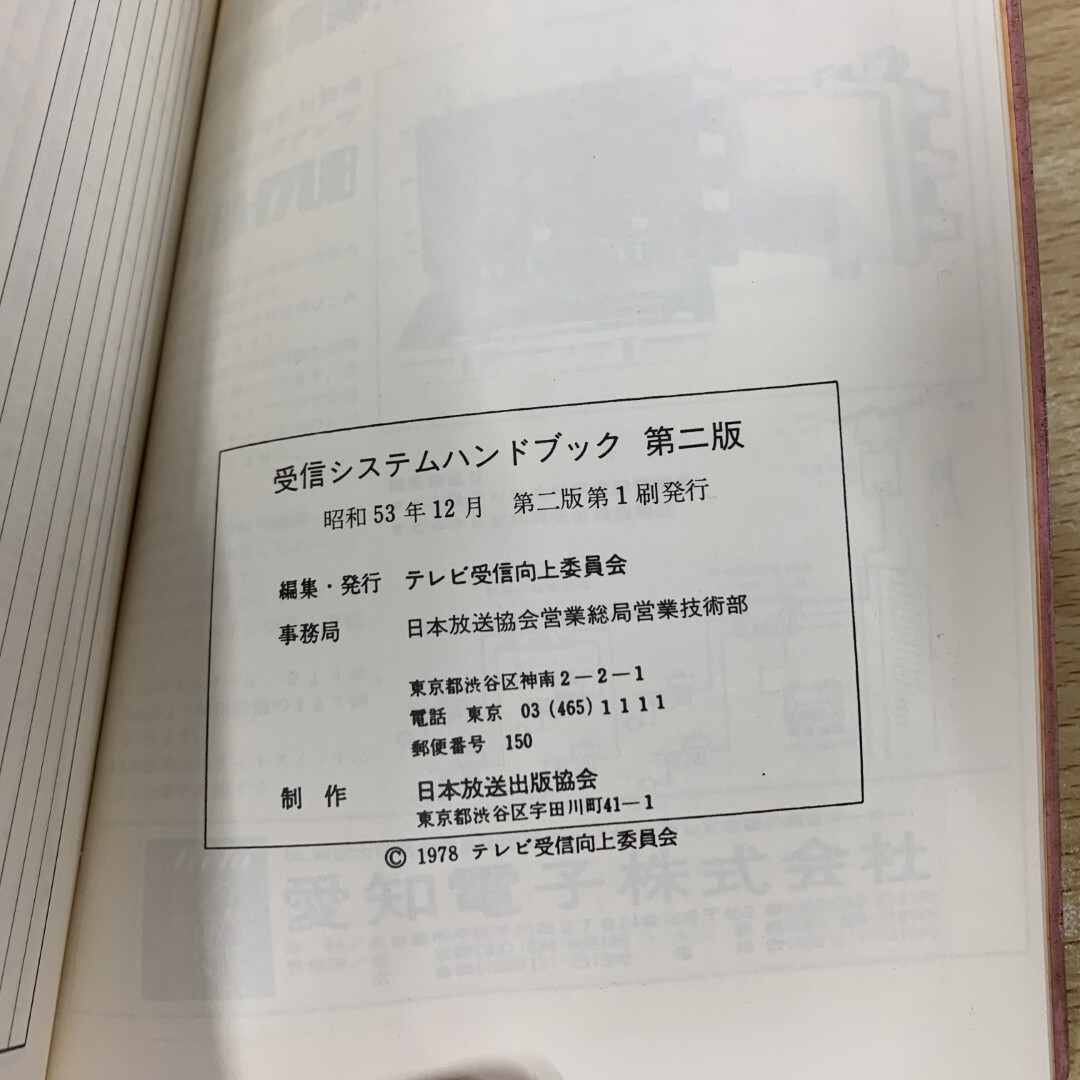 受信システムハンドブック 第二版
昭和 53 年 12 月 第二版第 1 刷発行
編集・発行 テレビ受信向上委員会
事務局 日本放送協会営業総局営業技術部
東京都渋谷区神南2−2−1
電話 東京 03 (465) 1 1 1 1
郵便番号 150
制 作 日本放送出版協会
東京都渋谷区宇田川町41−1
© 1978 テレビ受信向上委員会
愛知電子株式会社